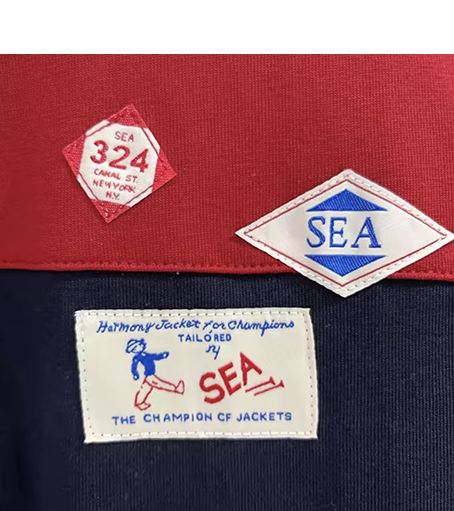 SEA
324
CANAL ST.
NEW YORK
N.Y.
SEA
Harmony Jacket for Champions
TAILORED
by
SEA
THE CHAMPION OF JACKETS